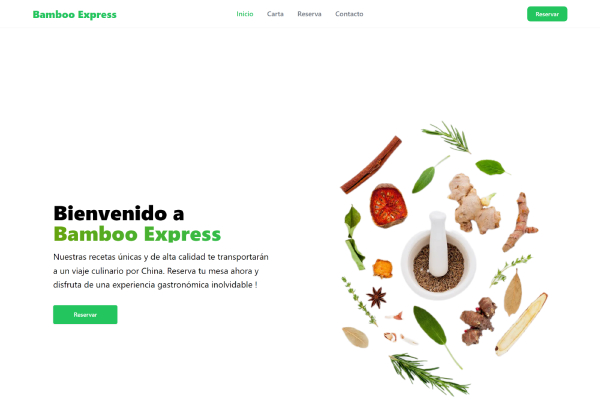 Bamboo Express
Inicio
Carta
Reserva
Contacto
Reservar
Bienvenido a
Bamboo Express
Nuestras recetas únicas y de alta calidad te transportarán
a un viaje culinario por China. Reserva tu mesa ahora y
disfruta de una experiencia gastronómica inolvidable !
Reservar